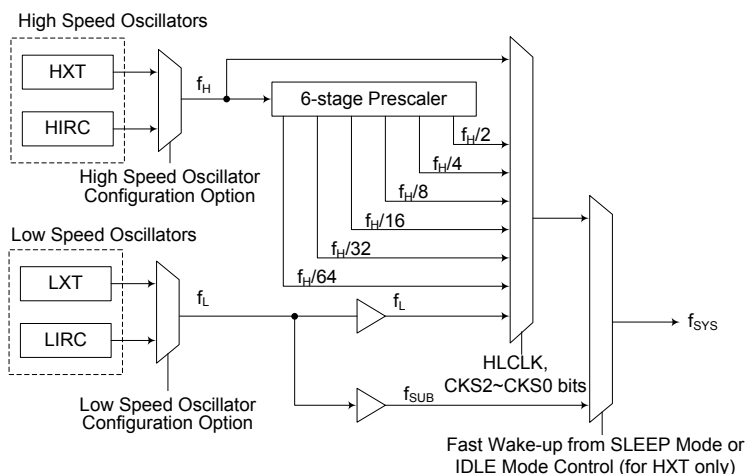 High Speed Oscillators
HXT
HIRC
fH
6-stage Prescaler
fH/2
fH/4
fH/8
fH/16
fH/32
fH/64
High Speed Oscillator
Configuration Option
Low Speed Oscillators
LXT
LIRC
fL
fL
fSUB
Low Speed Oscillator
Configuration Option
HLCLK,
CKS2~CKS0 bits
fSYS
Fast Wake-up from SLEEP Mode or
IDLE Mode Control (for HXT only)